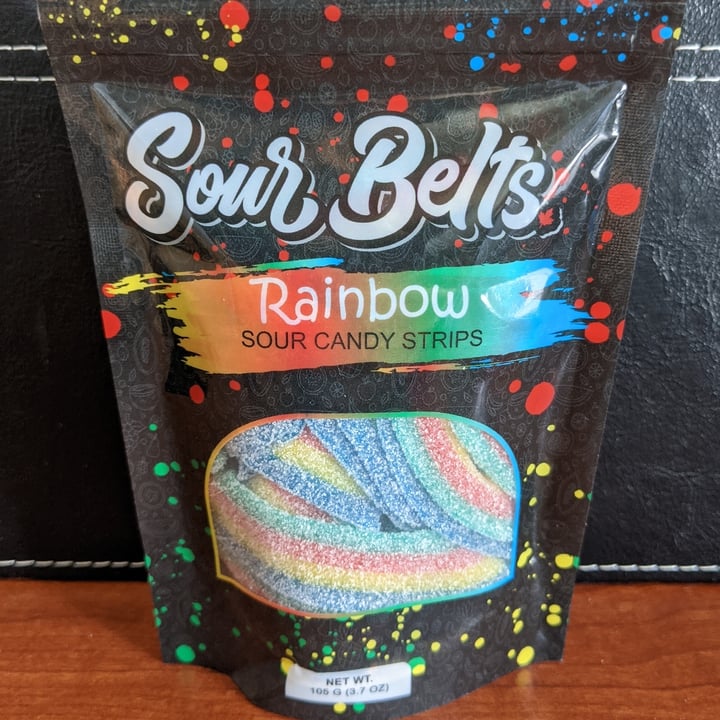 Sour Belts
Rainbow
SOUR CANDY STRIPS
NET WT.
105 G (3.7 OZ)